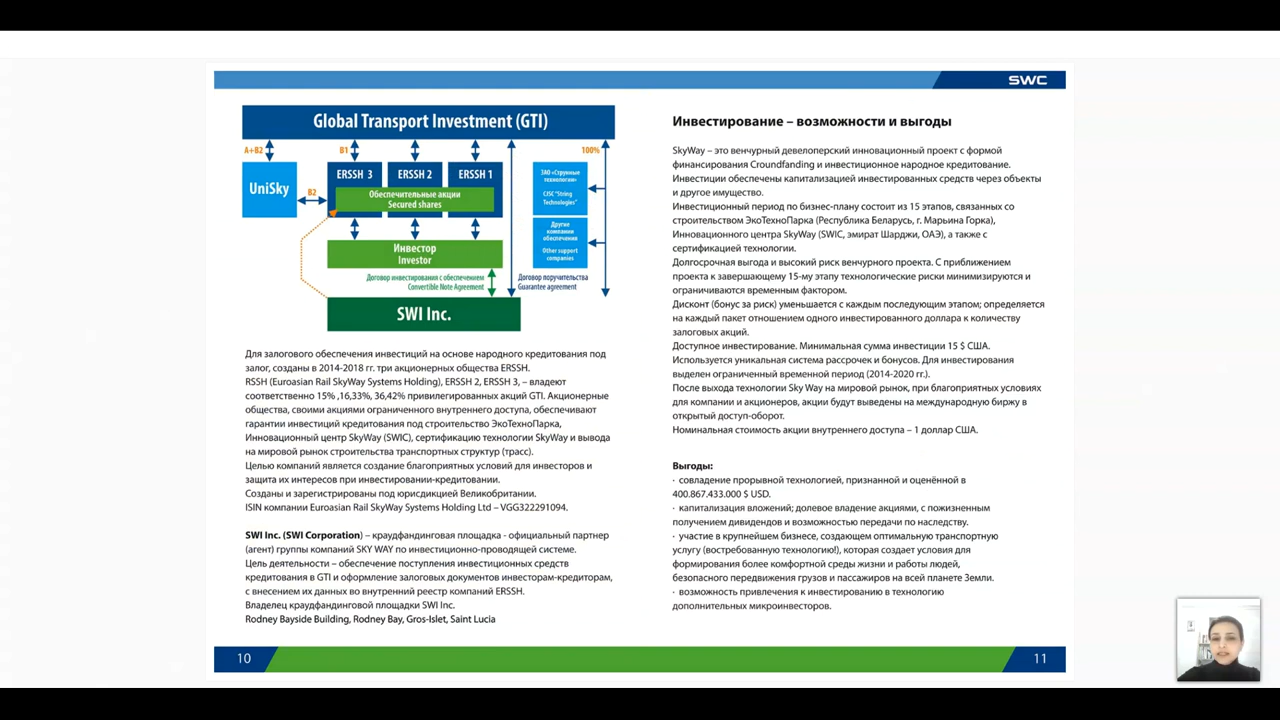 SWC
Global Transport Investment (GTI)
A+B2
B1
100%
UniSky
B2
ERSSH 3
ERSSH 2
ERSSH 1
Обеспечительные акции
Secured shares
Инвестор
Investor
ЗАО «Струнные
технологии»
CJSC "String
Technologies"
Другие
компании
обеспечения
Other support
companies
Договор инвестирования с обеспечением
Convertible Note Agreement
Договор поручительства
Guarantee agreement
SWI Inc.
Для залогового обеспечения инвестиций на основе народного кредитования под
залог, созданы в 2014-2018 гг. три акционерных общества ERSSH.
RSSH (Euroasian Rail SkyWay Systems Holding), ERSSH 2, ERSSH 3, – владеют
соответственно 15% ,16,33%, 36,42% привилегированных акций GTI. Акционерные
общества, своими акциями ограниченного внутреннего доступа, обеспечивают
гарантии инвестиций кредитования под строительство ЭкоТехноПарка,
Инновационный центр SkyWay (SWIC), сертификацию технологии SkyWay и вывода
на мировой рынок строительства транспортных структур (трасс).
Целью компаний является создание благоприятных условий для инвесторов и
защита их интересов при инвестировании-кредитовании.
Созданы и зарегистрированы под юрисдикцией Великобритании.
ISIN компании Euroasian Rail SkyWay Systems Holding Ltd – VGG322291094.
SWI Inc. (SWI Corporation) – краудфандинговая площадка - официальный партнер
(агент) группы компаний SKY WAY по инвестиционно-проводящей системе.
Цель деятельности – обеспечение поступления инвестиционных средств
кредитования в GTI и оформление залоговых документов инвесторам-кредиторам,
с внесением их данных во внутренний реестр компаний ERSSH.
Владелец краудфандинговой площадки SWI Inc.
Rodney Bayside Building, Rodney Bay, Gros-Islet, Saint Lucia
10
Инвестирование – возможности и выгоды
SkyWay – это венчурный девелоперский инновационный проект с формой
финансирования Croundfanding и инвестиционное народное кредитование.
Инвестиции обеспечены капитализацией инвестированных средств через объекты
и другое имущество.
Инвестиционный период по бизнес-плану состоит из 15 этапов, связанных со
строительством ЭкоТехноПарка (Республика Беларусь, г. Марьина Горка),
Инновационного центра SkyWay (SWIC, эмират Шарджи, ОАЭ), а также с
сертификацией технологии.
Долгосрочная выгода и высокий риск венчурного проекта. С приближением
проекта к завершающему 15-му этапу технологические риски минимизируются и
ограничиваются временным фактором.
Дисконт (бонус за риск) уменьшается с каждым последующим этапом; определяется
на каждый пакет отношением одного инвестированного доллара к количеству
залоговых акций.
Доступное инвестирование. Минимальная сумма инвестиции 15 $ США.
Используется уникальная система рассрочек и бонусов. Для инвестирования
выделен ограниченный временной период (2014-2020 гг.).
После выхода технологии Sky Way на мировой рынок, при благоприятных условиях
для компании и акционеров, акции будут выведены на международную биржу в
открытый доступ-оборот.
Номинальная стоимость акции внутреннего доступа – 1 доллар США.
Выгоды:
· совладение прорывной технологией, признанной и оценённой в
400.867.433.000 $ USD.
· капитализация вложений; долевое владение акциями, с пожизненным
получением дивидендов и возможностью передачи по наследству.
· участие в крупнейшем бизнесе, создающем оптимальную транспортную
услугу (востребованную технологию!), которая создает условия для
формирования более комфортной среды жизни и работы людей,
безопасного передвижения грузов и пассажиров на всей планете Земли.
· возможность привлечения к инвестированию в технологию
дополнительных микроинвесторов.
11